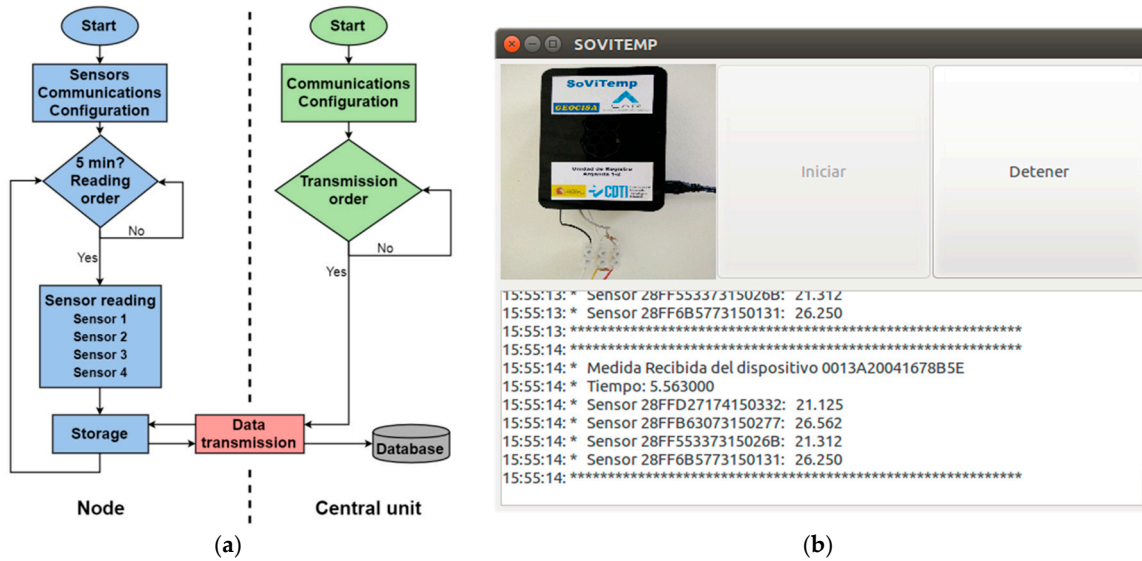 Start
Sensors
Communications
Configuration
5 min?
Reading
order
No
Yes
Sensor reading
Sensor 1
Sensor 2
Sensor 3
Sensor 4
Storage
Node
Start
Communications
Configuration
Transmission
order
No
Yes
Data
transmission
Database
Central unit
(a)
SOVITEMP
SoViTemp
GEOCISA
Unidad de Registro
CDTI
Iniciar
Detener
15:55:13: * Sensor 28FF55337315026B: 21.312
15:55:13: * Sensor 28FF6B5773150131: 26.250
15:55:13: ************************************************************
15:55:14: ************************************************************
15:55:14: * Medida Recibida del dispositivo 0013A20041678B5E
15:55:14: * Tiempo: 5.563000
15:55:14: * Sensor 28FFD27174150332: 21.125
15:55:14: * Sensor 28FFB63073150277: 26.562
15:55:14: * Sensor 28FF55337315026B: 21.312
15:55:14: * Sensor 28FF6B5773150131: 26.250
15:55:14: ************************************************************
(b)